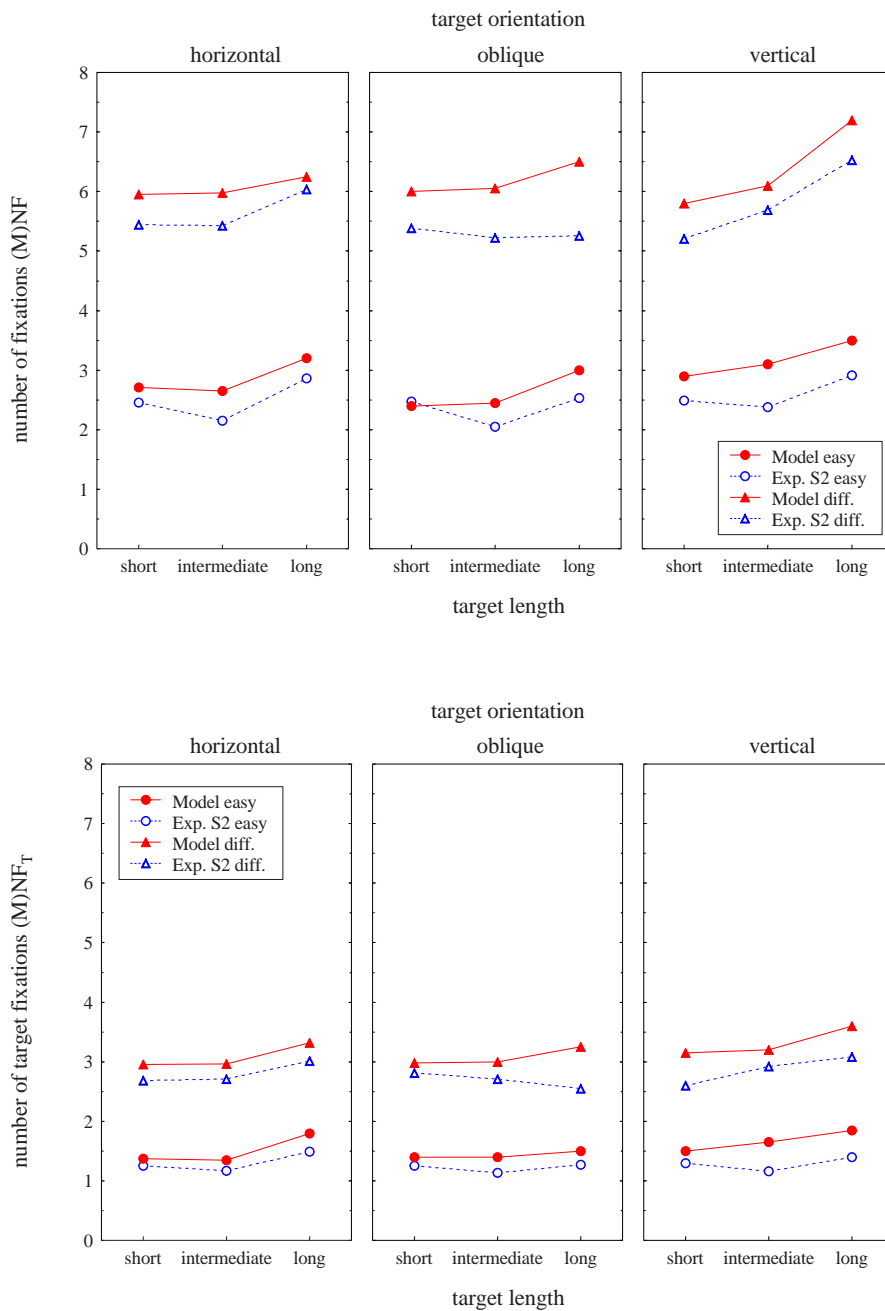 target orientation
horizontal oblique vertical
number of fixations (M)NF
8
7
6
5
4
3
2
1
0
Model easy
Exp. S2 easy
Model diff.
Exp. S2 diff.
short intermediate long short intermediate long short intermediate long
target length
target orientation
horizontal oblique vertical
number of target fixations (M)NF_T
8
7
6
5
4
3
2
1
0
Model easy
Exp. S2 easy
Model diff.
Exp. S2 diff.
short intermediate long short intermediate long short intermediate long
target length